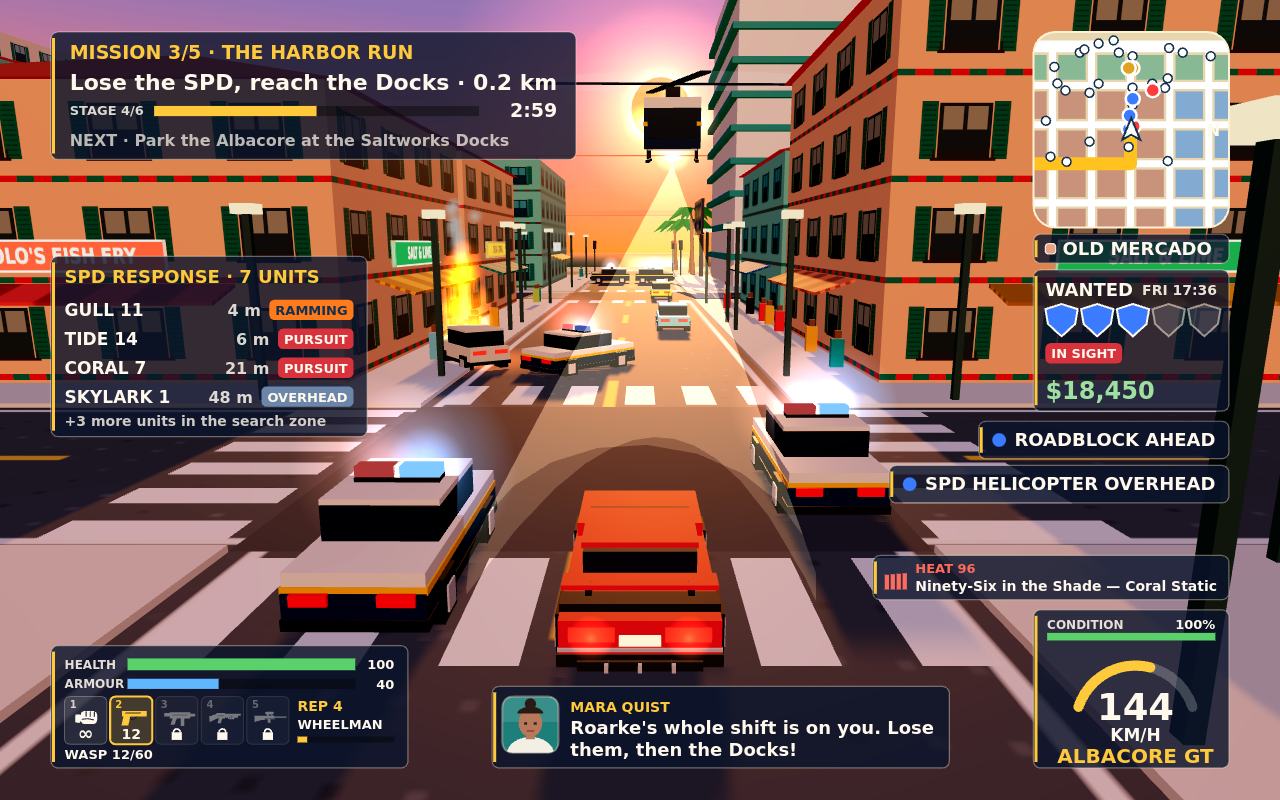 MISSION 3/5 · THE HARBOR RUN
Lose the SPD, reach the Docks · 0.2 km
STAGE 4/6 2:59
NEXT · Park the Albacore at the Saltworks Docks
OLO'S FISH FRY
SALT & LIME
SPD RESPONSE · 7 UNITS
GULL 11 4 m RAMMING
TIDE 14 6 m PURSUIT
CORAL 7 21 m PURSUIT
SKYLARK 1 48 m OVERHEAD
+3 more units in the search zone
OLD MERCADO
WANTED FRI 17:36
IN SIGHT
$18,450
ROADBLOCK AHEAD
SPD HELICOPTER OVERHEAD
HEAT 96
Ninety-Six in the Shade — Coral Static
HEALTH 100
ARMOUR 40
1 2 3 4 5
∞ 12
REP 4
WHEELMAN
WASP 12/60
MARA QUIST
Roarke's whole shift is on you. Lose
them, then the Docks!
CONDITION 100%
144
KM/H
ALBACORE GT